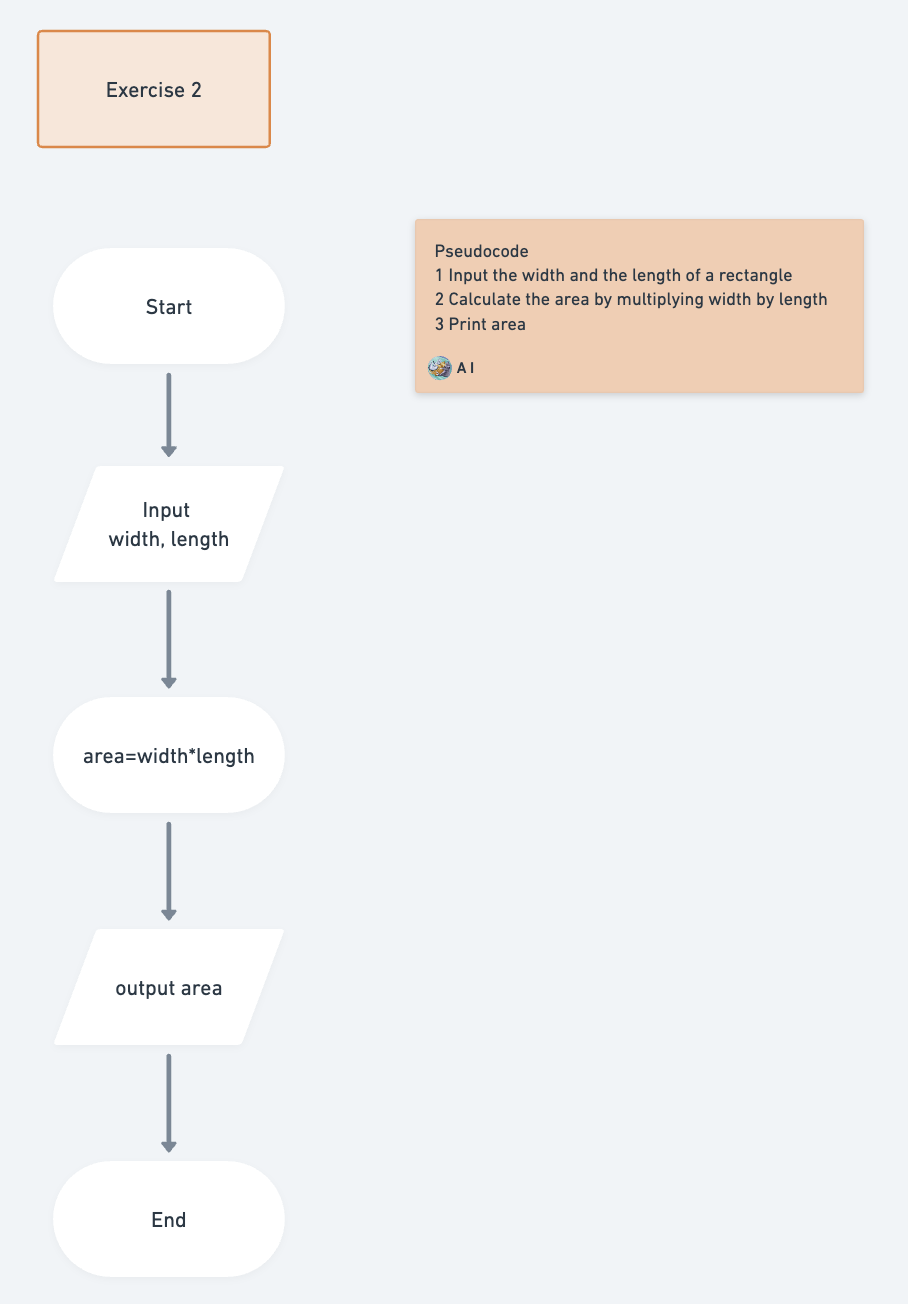 Exercise 2
Start
Input
width, length
area=width*length
output area
End
Pseudocode
1 Input the width and the length of a rectangle
2 Calculate the area by multiplying width by length
3 Print area
A I